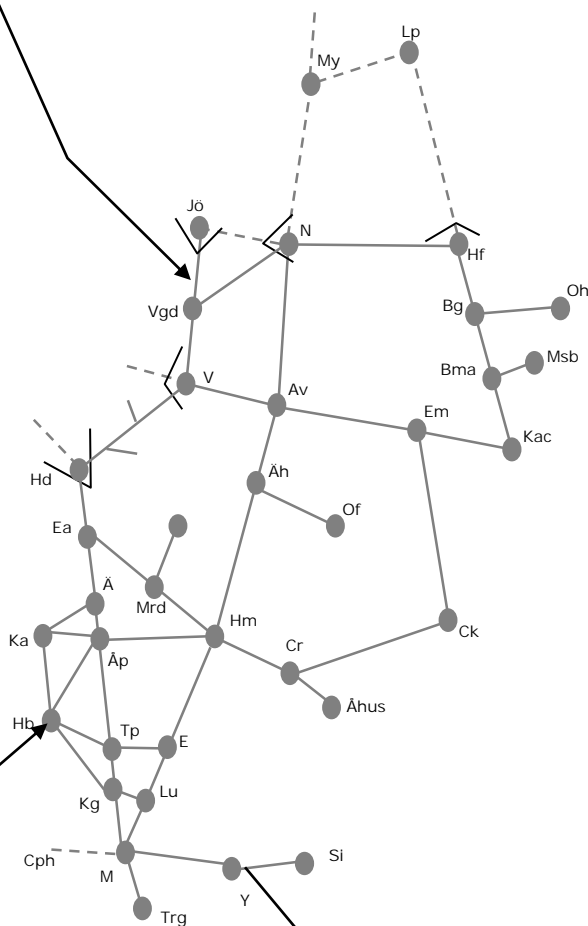 Lp
My
Jö
N
Hf
Oh
Bg
Vgd
Msb
Bma
V
Av
Em
Kac
Äh
Hd
Of
Ea
Ä
Mrd
Hm
Ck
Ka
Cr
Åp
Åhus
Hb
Tp
E
Lu
Kg
Si
Cph
M
Y
Trg